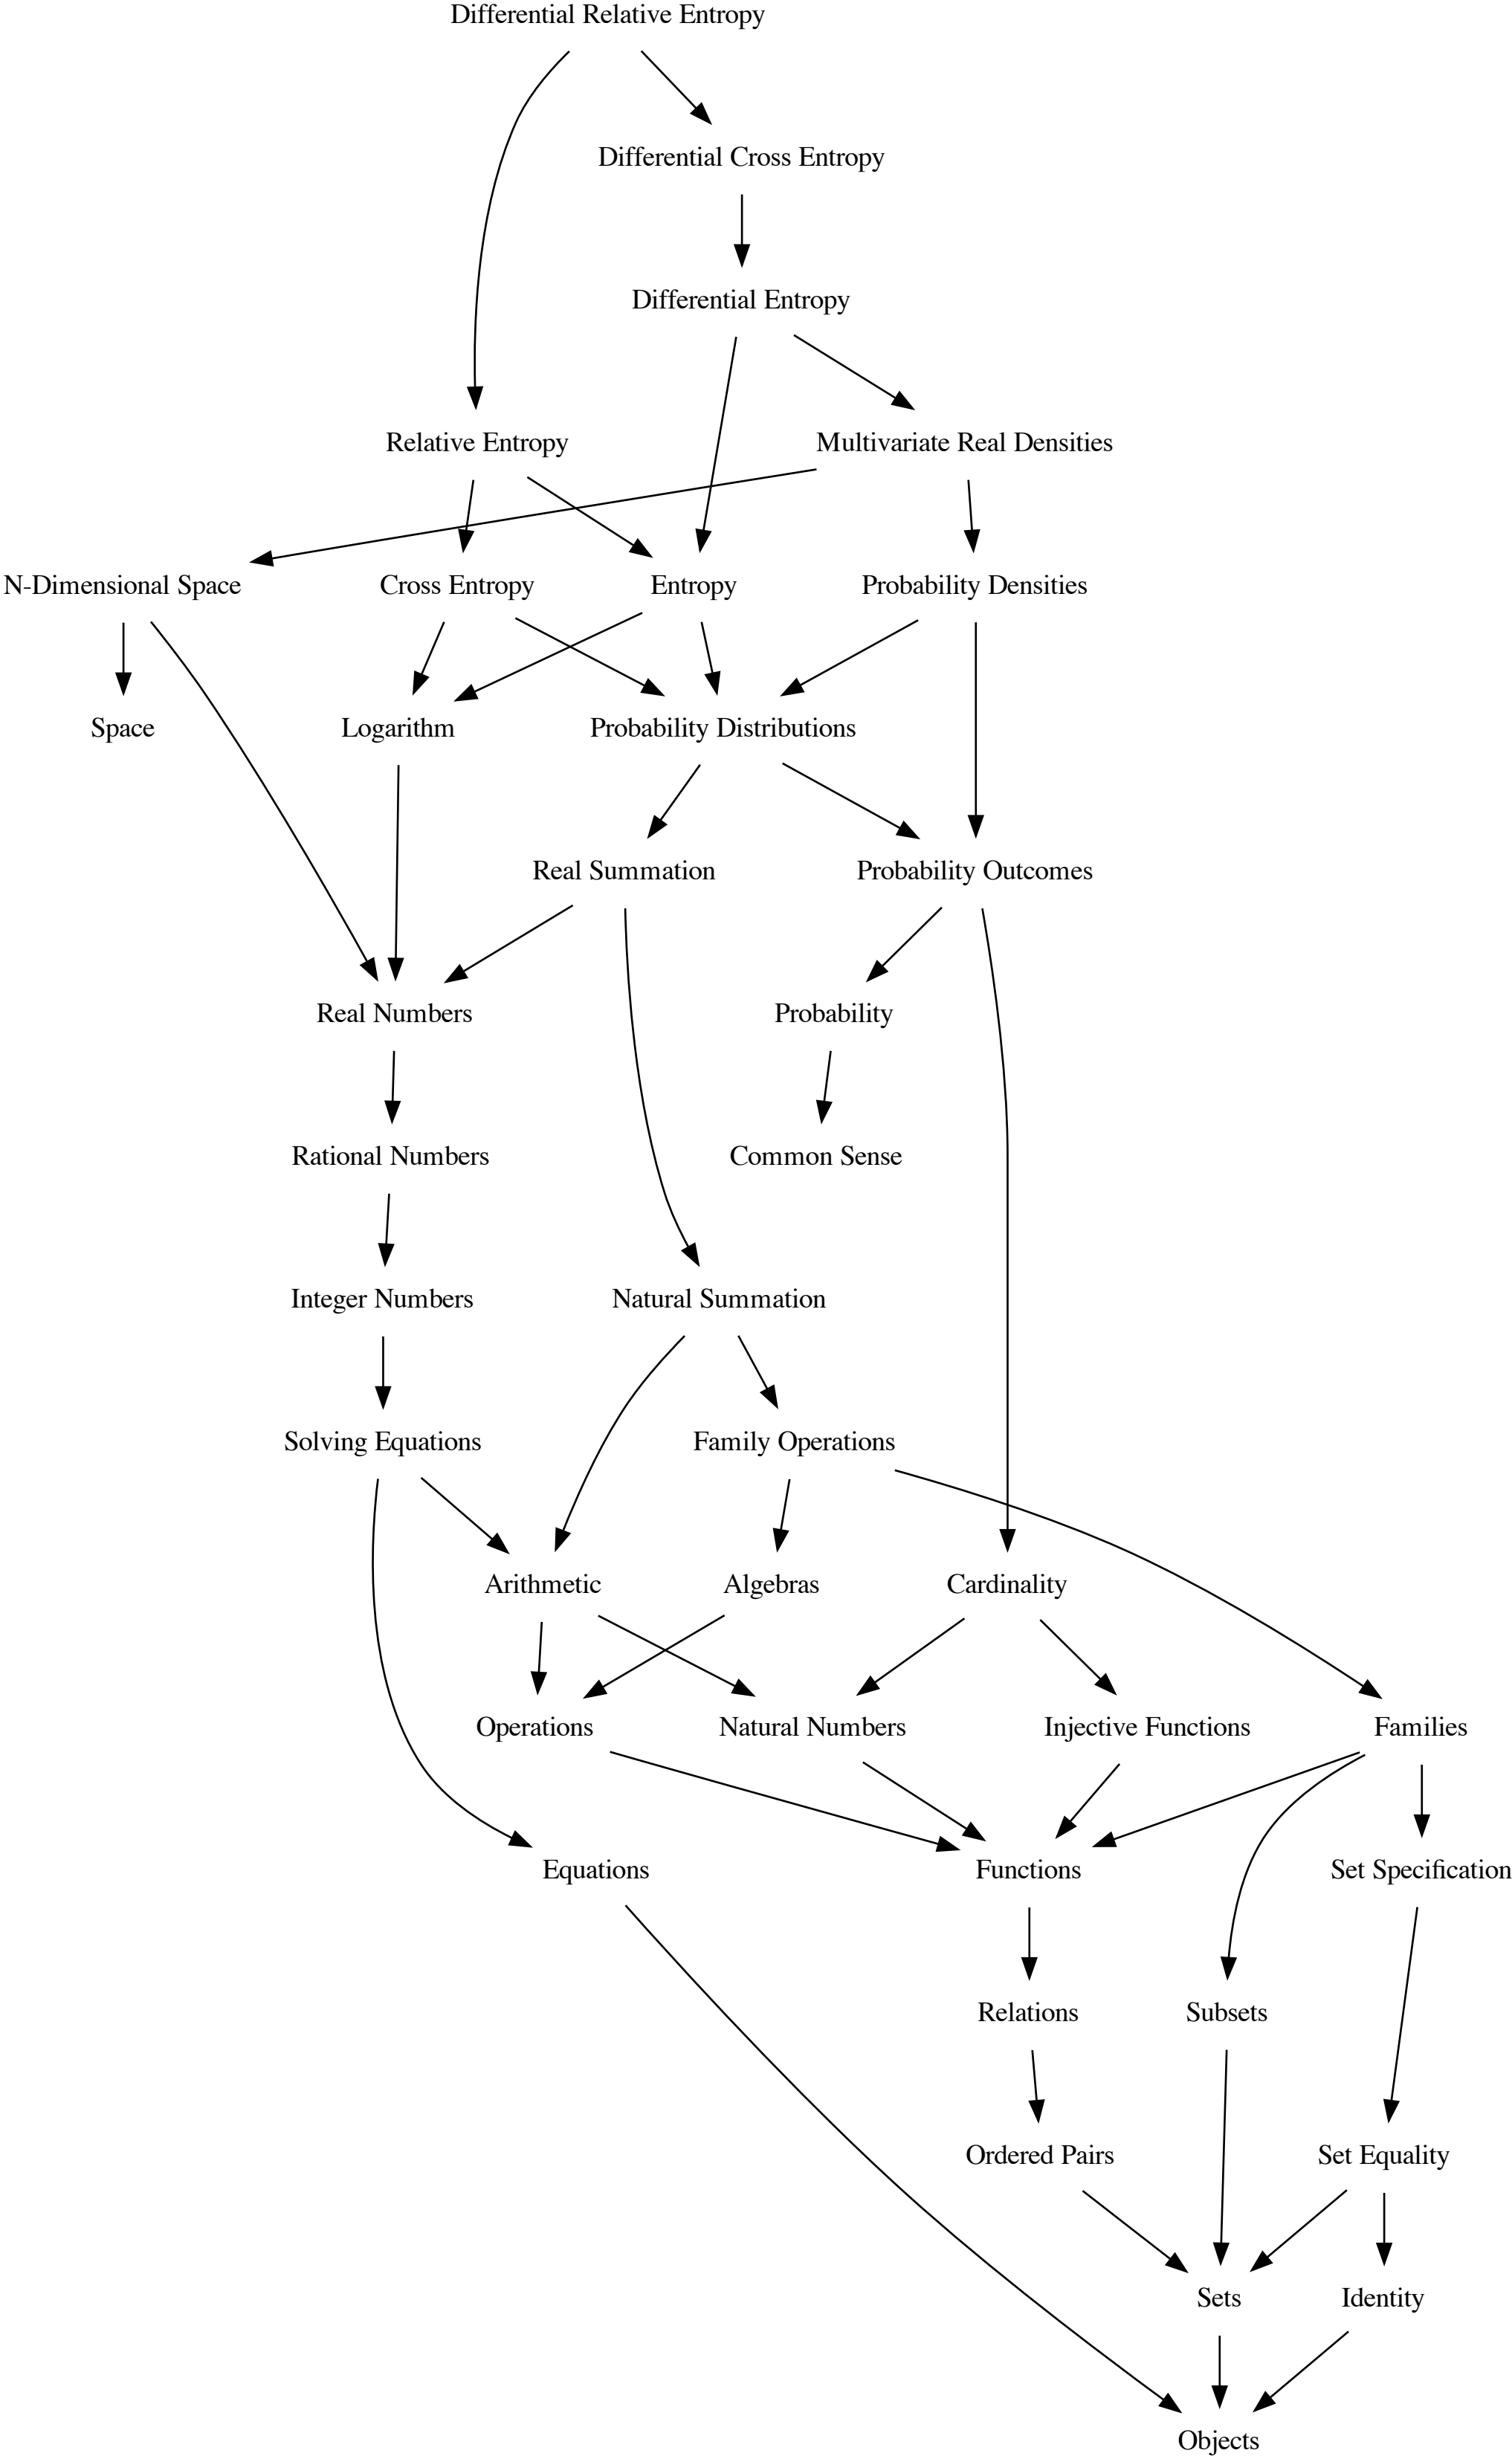 Differential Relative Entropy
Differential Cross Entropy
Differential Entropy
Relative Entropy
Multivariate Real Densities
N-Dimensional Space
Cross Entropy
Entropy
Probability Densities
Space
Logarithm
Probability Distributions
Real Summation
Probability Outcomes
Real Numbers
Probability
Rational Numbers
Common Sense
Integer Numbers
Natural Summation
Solving Equations
Family Operations
Arithmetic
Algebras
Cardinality
Operations
Natural Numbers
Injective Functions
Families
Equations
Functions
Set Specification
Relations
Subsets
Ordered Pairs
Set Equality
Sets
Identity
Objects